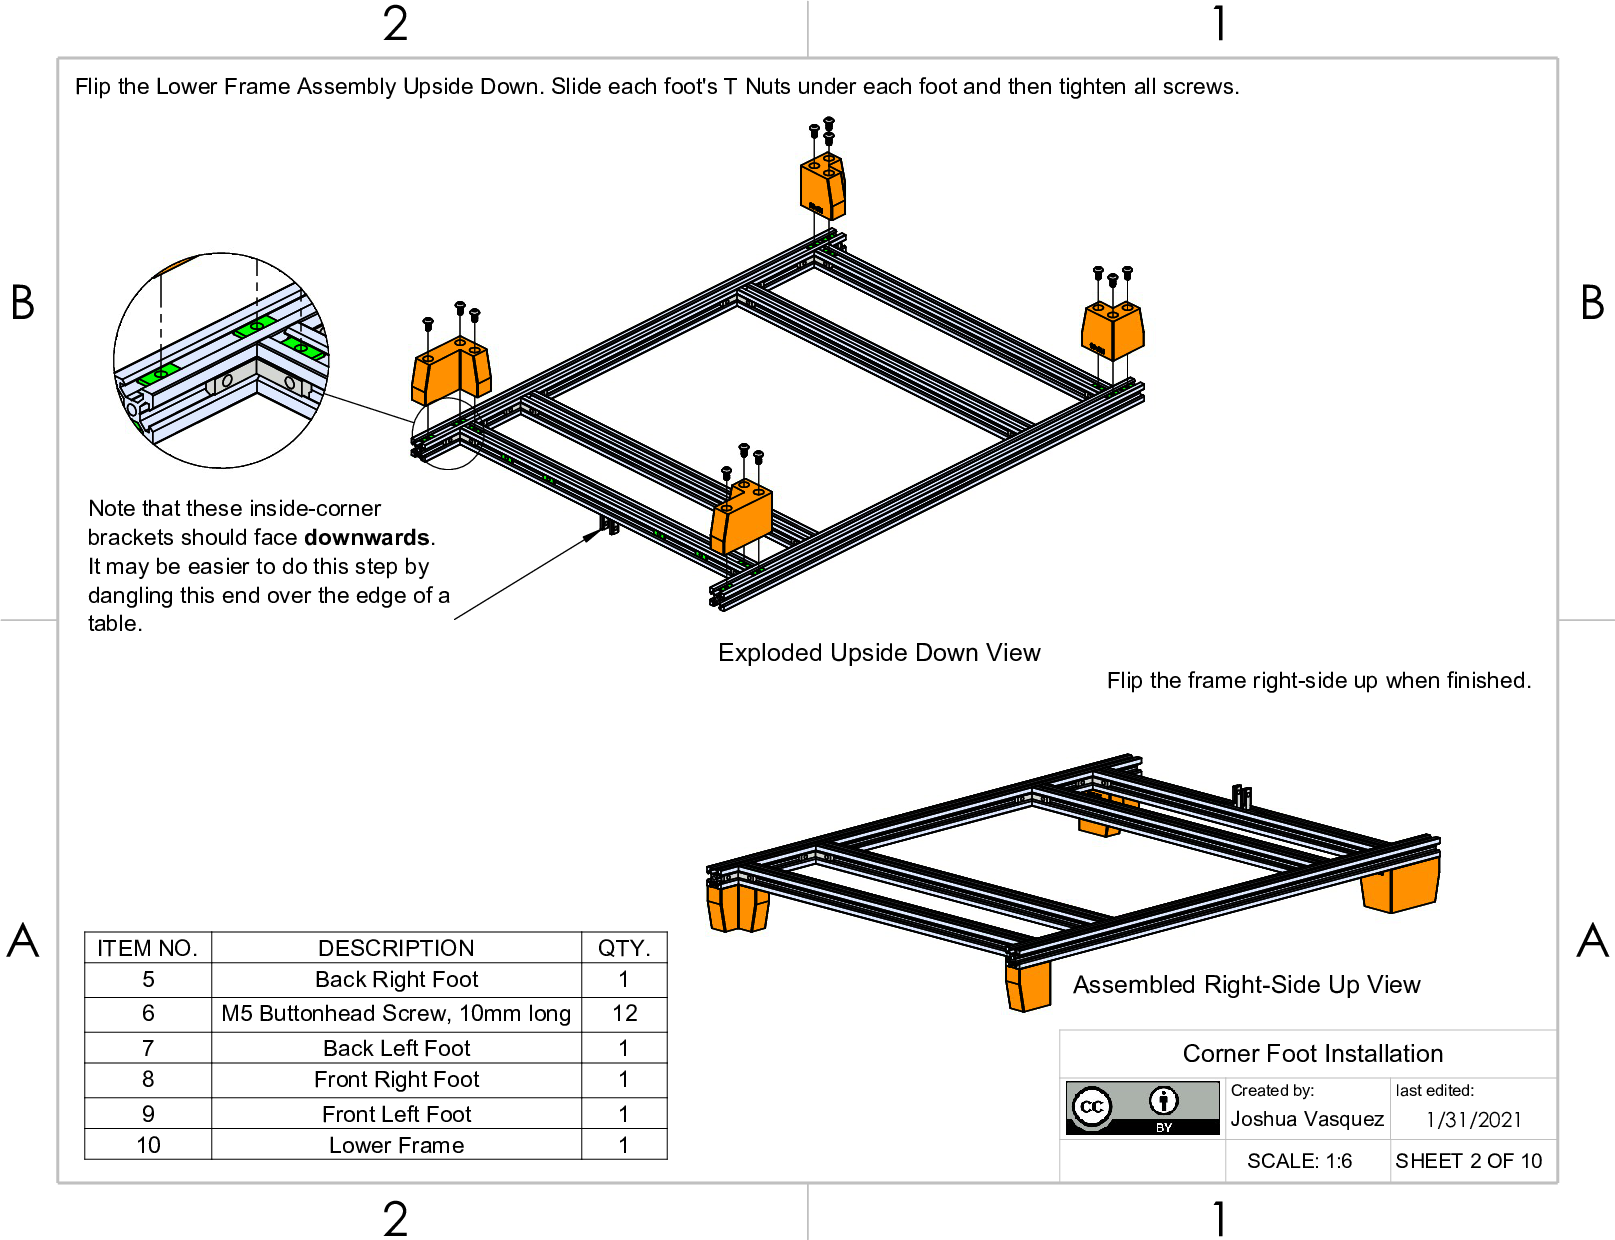 2
1
Flip the Lower Frame Assembly Upside Down. Slide each foot's T Nuts under each foot and then tighten all screws.
B
B
Note that these inside-corner
brackets should face downwards.
It may be easier to do this step by
dangling this end over the edge of a
table.
Exploded Upside Down View
Flip the frame right-side up when finished.
A
A
Assembled Right-Side Up View
ITEM NO. DESCRIPTION QTY.
5 Back Right Foot 1
6 M5 Buttonhead Screw, 10mm long 12
7 Back Left Foot 1
8 Front Right Foot 1
9 Front Left Foot 1
10 Lower Frame 1
Corner Foot Installation
CC BY
Created by:
Joshua Vasquez
last edited:
1/31/2021
SCALE: 1:6
SHEET 2 OF 10
2
1